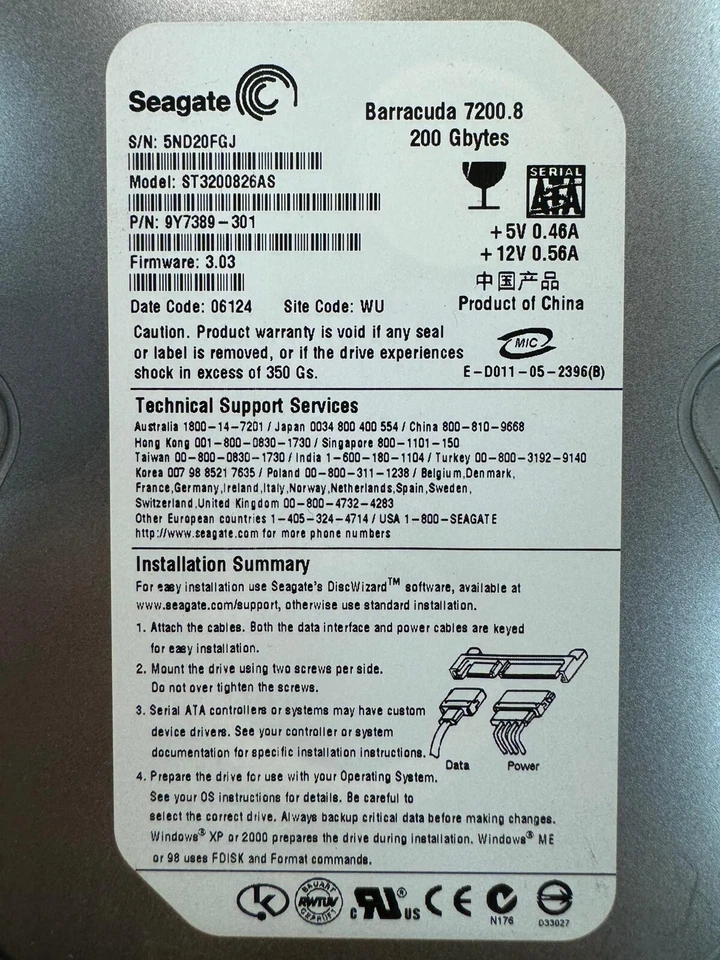 Seagate
Barracuda 7200.8
200 Gbytes
S/N: 5ND20FGJ
Model: ST3200826AS
P/N: 9Y7389-301
Firmware: 3.03
Date Code: 06124 Site Code: WU
SERIAL
ATA
+5V 0.46A
+12V 0.56A
中国产品
Product of China
Caution. Product warranty is void if any seal
or label is removed, or if the drive experiences
shock in excess of 350 Gs.
MIC
E-D011-05-2396(B)
Technical Support Services
Australia 1800-14-7201 / Japan 0034 800 400 554 / China 800-810-9668
Hong Kong 001-800-0830-1730 / Singapore 800-1101-150
Taiwan 00-800-0830-1730 / India 1-600-180-1104 / Turkey 00-800-3192-9140
Korea 007 98 8521 7635 / Poland 00-800-311-1238 / Belgium,Denmark,
France,Germany,Ireland,Italy,Norway,Netherlands,Spain,Sweden,
Switzerland,United Kingdom 00-800-4732-4283
Other European countries 1-405-324-4714 / USA 1-800-SEAGATE
http://www.seagate.com for more phone numbers
Installation Summary
For easy installation use Seagate's DiscWizard™ software, available at
www.seagate.com/support, otherwise use standard installation.
1. Attach the cables. Both the data interface and power cables are keyed
for easy installation.
2. Mount the drive using two screws per side.
Do not over tighten the screws.
3. Serial ATA controllers or systems may have custom
device drivers. See your controller or system
documentation for specific installation instructions.
Data
Power
4. Prepare the drive for use with your Operating System.
See your OS instructions for details. Be careful to
select the correct drive. Always backup critical data before making changes.
Windows® XP or 2000 prepares the drive during installation. Windows® ME
or 98 uses FDISK and Format commands.
BAUART
RWTÜV
GEPRÜFT
c RU® US
CE
N176
D33027